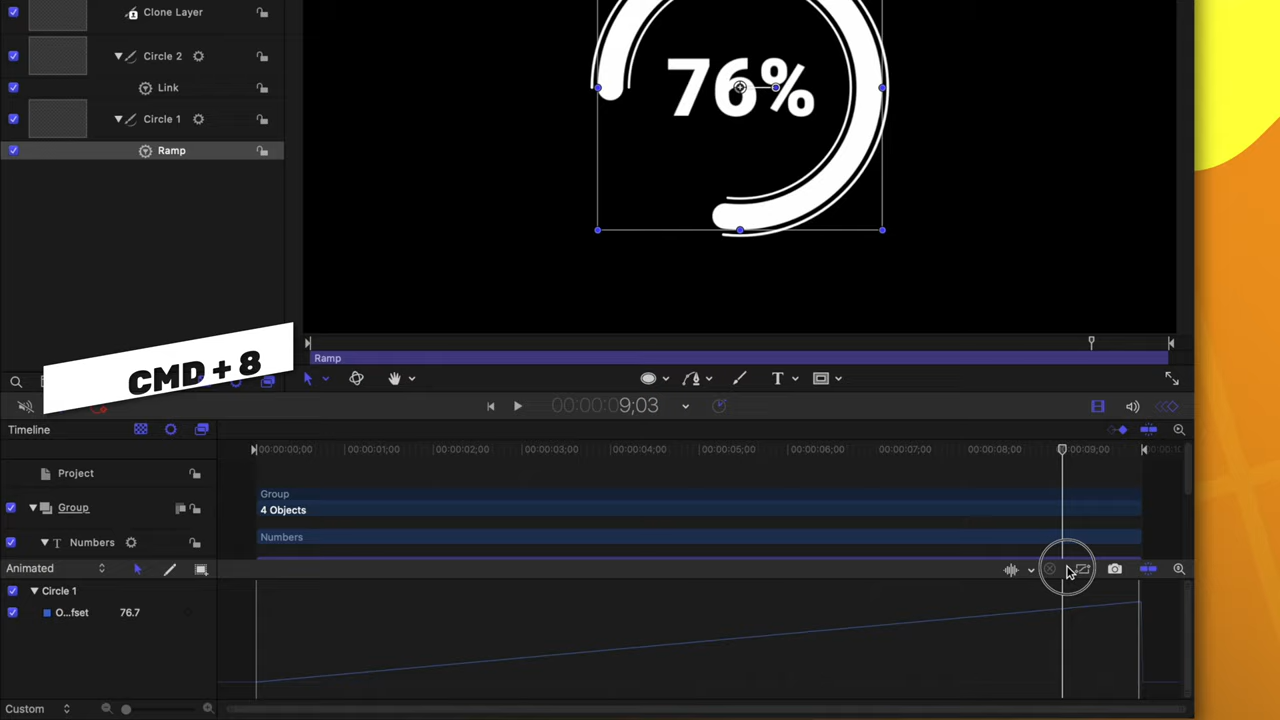 Clone Layer
Circle 2
Link
Circle 1
Ramp
76%
CMD + 8
Ramp
T
00:00:00:09;03
Timeline
00:00:00;00
00:00:01;00
00:00:02;00
00:00:03;00
00:00:04;00
00:00:05;00
00:00:06;00
00:00:07;00
00:00:08;00
00:00:09;00
Project
Group
4 Objects
Group
T Numbers
Numbers
Animated
Circle 1
O...fset 76.7
Custom